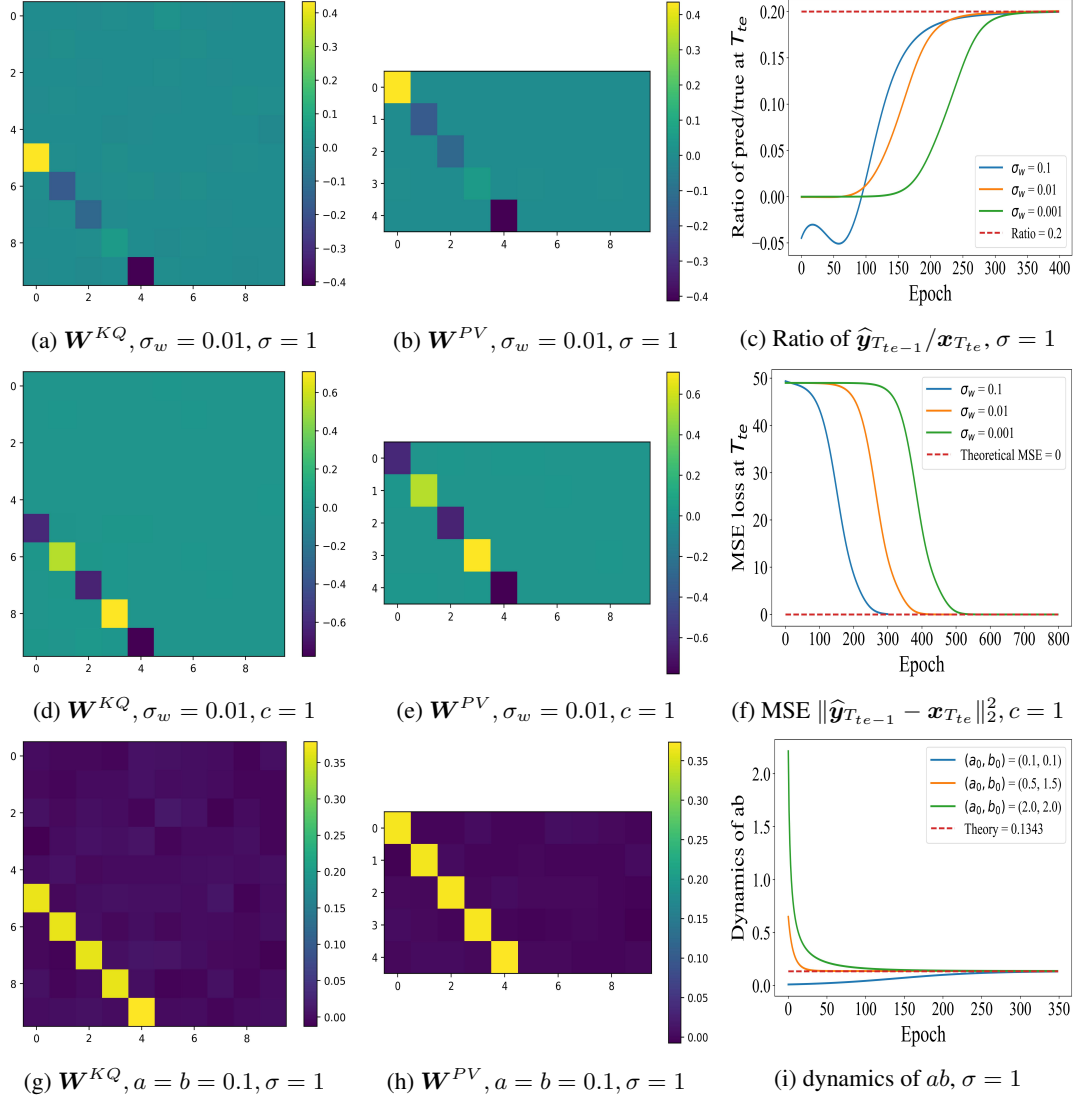 0
2
4
6
8
0 2 4 6 8
0.4
0.3
0.2
0.1
0.0
−0.1
−0.2
−0.3
−0.4
(a) W^{KQ}, σ_w = 0.01, σ = 1
0
1
2
3
4
0 2 4 6 8
0.4
0.3
0.2
0.1
0.0
−0.1
−0.2
−0.3
−0.4
(b) W^{PV}, σ_w = 0.01, σ = 1
Ratio of pred/true at T_{te}
0.20
0.15
0.10
0.05
0.00
−0.05
σ_w = 0.1
σ_w = 0.01
σ_w = 0.001
Ratio = 0.2
0 50 100 150 200 250 300 350 400
Epoch
(c) Ratio of ŷ_{T_{te}−1}/x_{T_{te}}, σ = 1
0
2
4
6
8
0 2 4 6 8
0.6
0.4
0.2
0.0
−0.2
−0.4
−0.6
(d) W^{KQ}, σ_w = 0.01, c = 1
0
1
2
3
4
0 2 4 6 8
0.6
0.4
0.2
0.0
−0.2
−0.4
−0.6
(e) W^{PV}, σ_w = 0.01, c = 1
MSE loss at T_{te}
50
40
30
20
10
0
σ_w = 0.1
σ_w = 0.01
σ_w = 0.001
Theoretical MSE = 0
0 100 200 300 400 500 600 700 800
Epoch
(f) MSE ‖ŷ_{T_{te}−1} − x_{T_{te}}‖_2^2, c = 1
0
2
4
6
8
0 2 4 6 8
0.35
0.30
0.25
0.20
0.15
0.10
0.05
0.00
(g) W^{KQ}, a = b = 0.1, σ = 1
0
1
2
3
4
0 2 4 6 8
0.35
0.30
0.25
0.20
0.15
0.10
0.05
0.00
(h) W^{PV}, a = b = 0.1, σ = 1
Dynamics of ab
2.0
1.5
1.0
0.5
0.0
(a_0, b_0) = (0.1, 0.1)
(a_0, b_0) = (0.5, 1.5)
(a_0, b_0) = (2.0, 2.0)
Theory = 0.1343
0 50 100 150 200 250 300 350
Epoch
(i) dynamics of ab, σ = 1